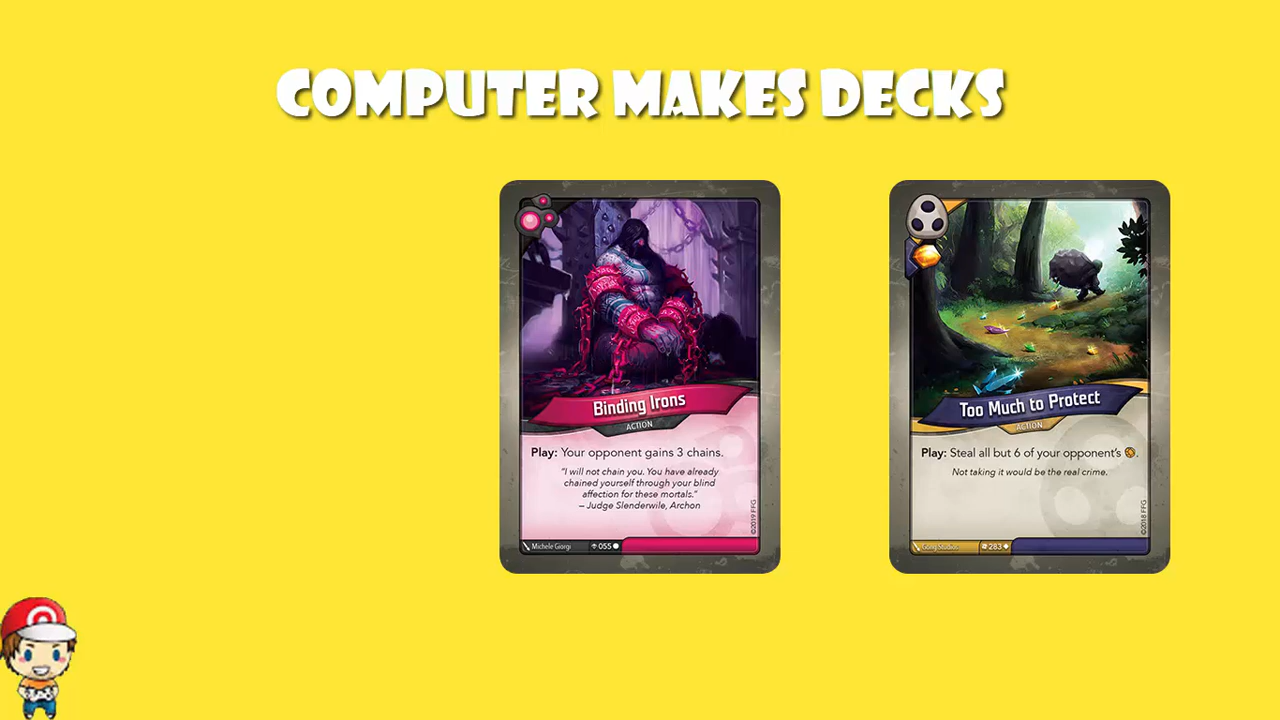 COMPUTER MAKES DECKS
Binding Irons
ACTION
Play: Your opponent gains 3 chains.
"I will not chain you. You have already
chained yourself through your blind
affection for these mortals."
– Judge Slenderwile, Archon
©2019 FFG
Michele Giorgi
055
Too Much to Protect
ACTION
Play: Steal all but 6 of your opponent's
Not taking it would be the real crime.
©2018 FFG
Gong Studios
283